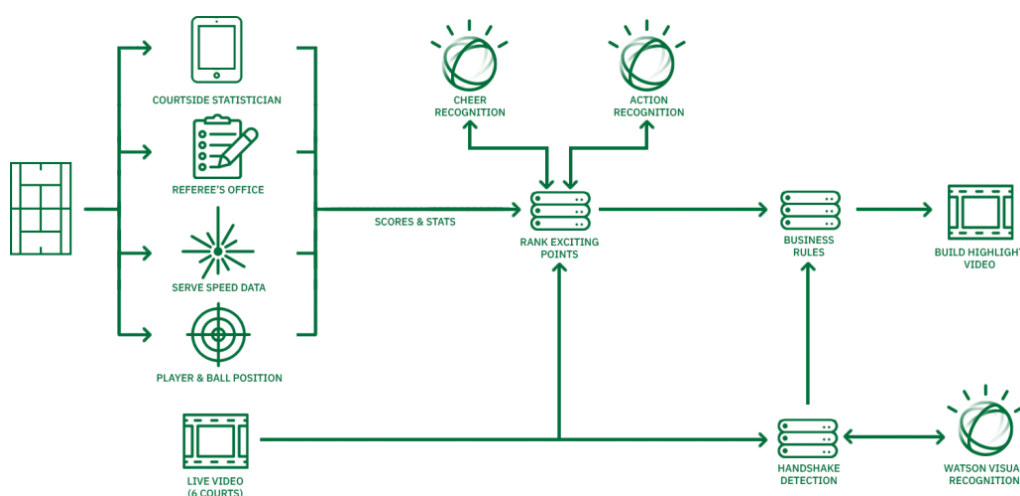 COURTSIDE STATISTICIAN
REFEREE'S OFFICE
SERVE SPEED DATA
PLAYER & BALL POSITION
LIVE VIDEO
(6 COURTS)
SCORES & STATS
CHEER
RECOGNITION
ACTION
RECOGNITION
RANK EXCITING
POINTS
BUSINESS
RULES
BUILD HIGHLIGHT
VIDEO
HANDSHAKE
DETECTION
WATSON VISUA
RECOGNITION